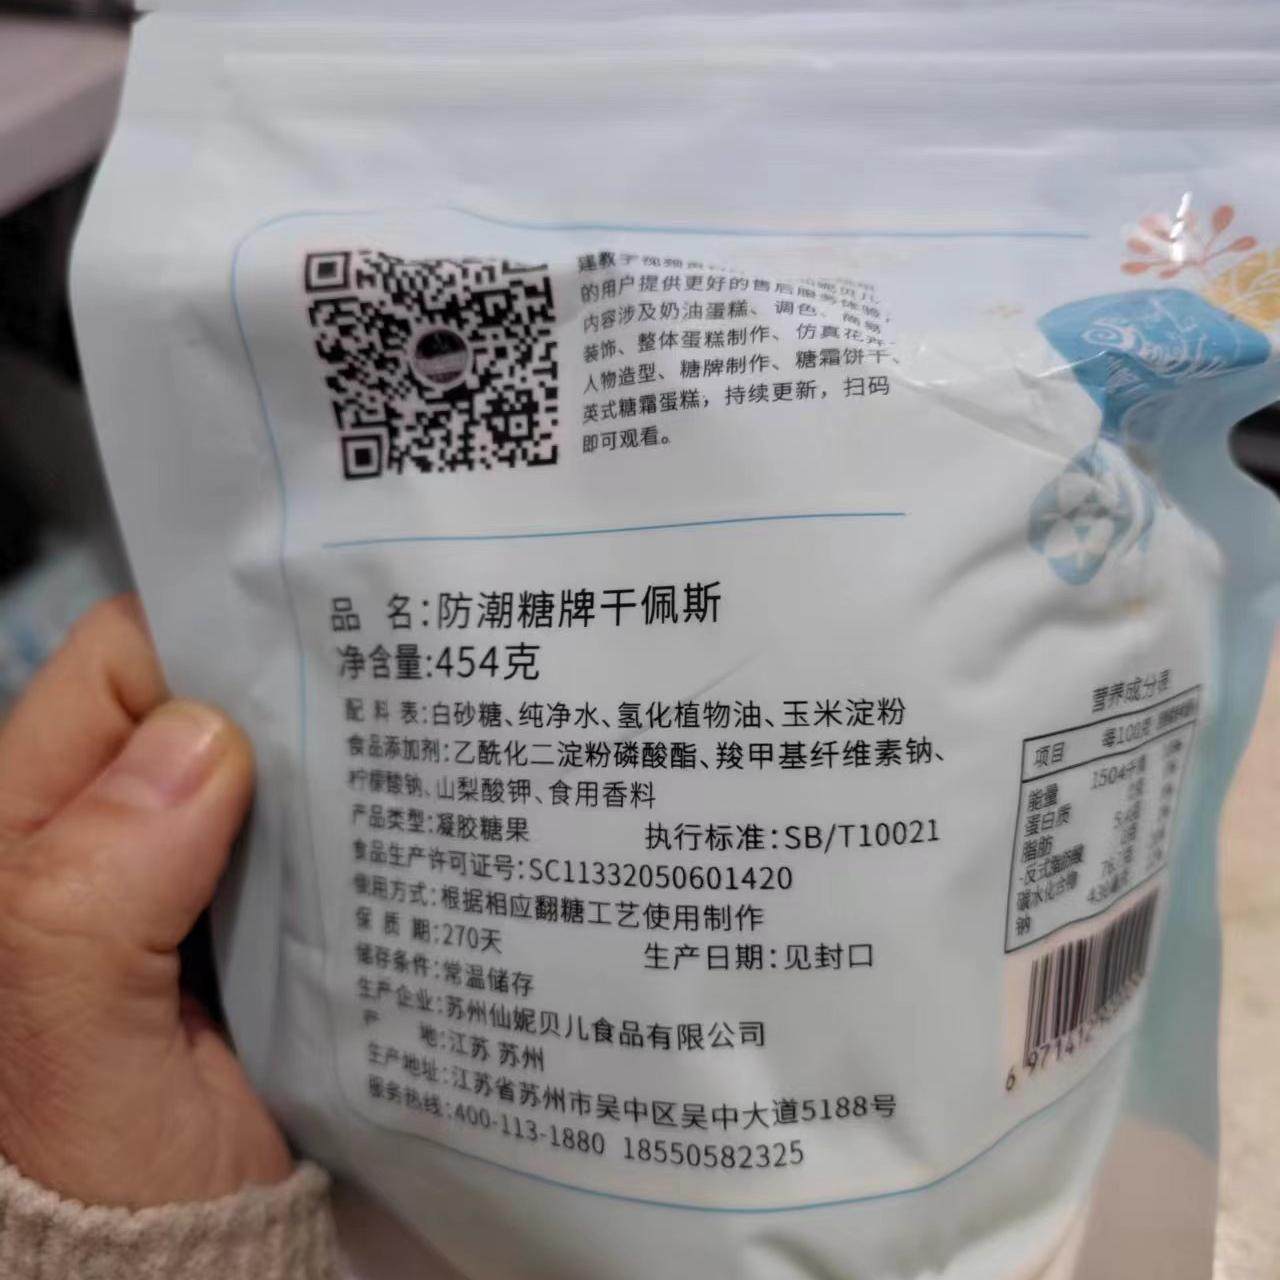 的用户提供更好的售后服务体验，
内容涉及奶油蛋糕、调色、简易
装饰、整体蛋糕制作、仿真花卉、
人物造型、糖牌制作、糖霜饼干、
英式糖霜蛋糕，持续更新，扫码
即可观看。
品 名：防潮糖牌干佩斯
净含量:454克
配 料 表：白砂糖、纯净水、氢化植物油、玉米淀粉
食品添加剂：乙酰化二淀粉磷酸酯、羧甲基纤维素钠、
柠檬酸钠、山梨酸钾、食用香料
产品类型：凝胶糖果 执行标准：SB/T10021
食品生产许可证号：SC11332050601420
使用方式：根据相应翻糖工艺使用制作
保 质 期：270天 生产日期：见封口
储存条件：常温储存
生产企业：苏州仙妮贝儿食品有限公司
产 地：江苏 苏州
生产地址：江苏省苏州市吴中区吴中大道5188号
服务热线：400-113-1880 18550582325
营养成分表
项目 每100克
能量 1504千焦
蛋白质
脂肪
-反式脂肪酸
碳水化合物
钠
6 971412